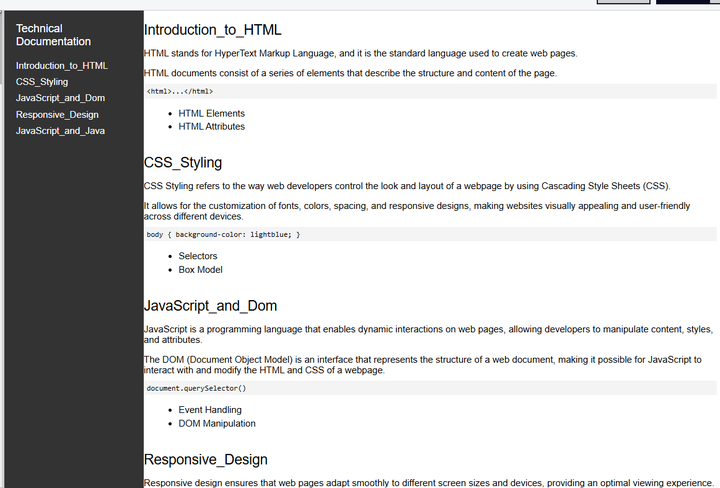 Technical
Documentation
Introduction_to_HTML
CSS_Styling
JavaScript_and_Dom
Responsive_Design
JavaScript_and_Java
Introduction_to_HTML
HTML stands for HyperText Markup Language, and it is the standard language used to create web pages.
HTML documents consist of a series of elements that describe the structure and content of the page.
<html>...</html>
• HTML Elements
• HTML Attributes
CSS_Styling
CSS Styling refers to the way web developers control the look and layout of a webpage by using Cascading Style Sheets (CSS).
It allows for the customization of fonts, colors, spacing, and responsive designs, making websites visually appealing and user-friendly
across different devices.
body { background-color: lightblue; }
• Selectors
• Box Model
JavaScript_and_Dom
JavaScript is a programming language that enables dynamic interactions on web pages, allowing developers to manipulate content, styles,
and attributes.
The DOM (Document Object Model) is an interface that represents the structure of a web document, making it possible for JavaScript to
interact with and modify the HTML and CSS of a webpage.
document.querySelector()
• Event Handling
• DOM Manipulation
Responsive_Design
Responsive design ensures that web pages adapt smoothly to different screen sizes and devices, providing an optimal viewing experience.